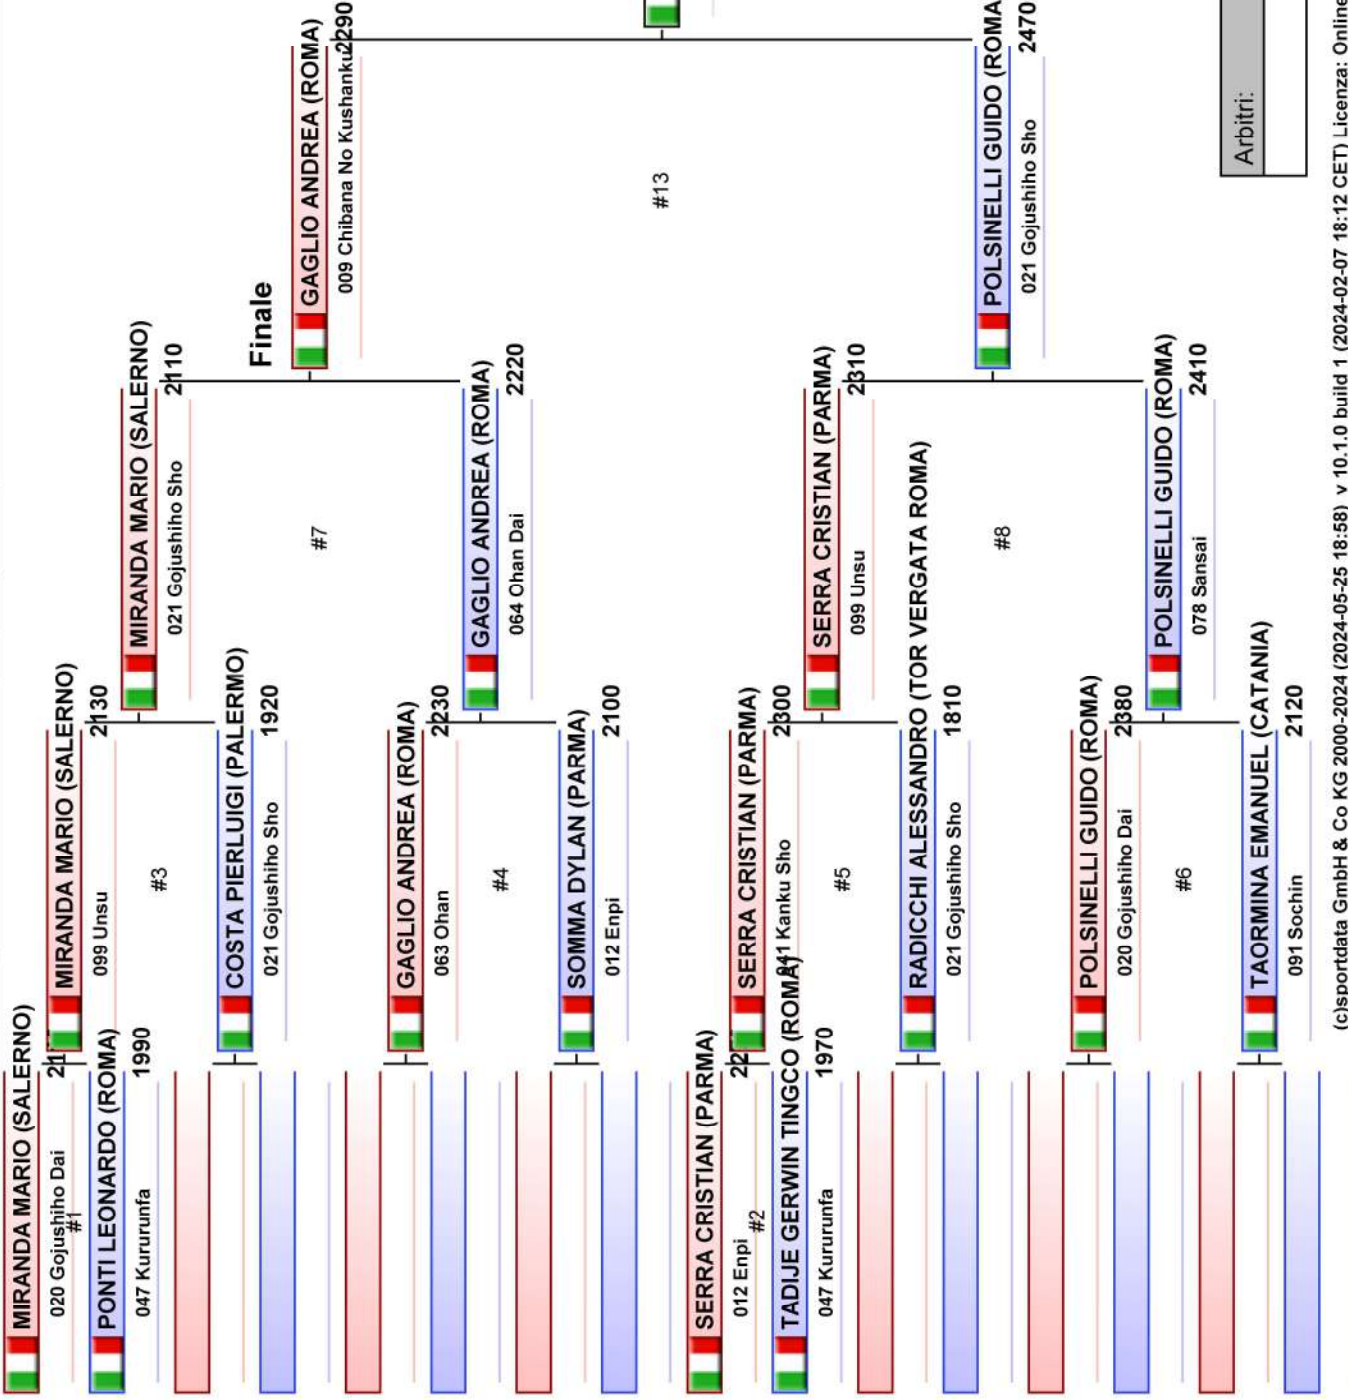 MIRANDA MARIO (SALERNO)
020 Gojushiho Dai
#1
PONTI LEONARDO (ROMA)
1990
047 Kururunfa
SERRA CRISTIAN (PARMA)
012 Enpi
#2
TADIJE GERWIN TINGCO (ROMA)
1970
047 Kururunfa
MIRANDA MARIO (SALERNO)
2130
099 Unsu
#3
COSTA PIERLUIGI (PALERMO)
1920
021 Gojushiho Sho
GAGLIO ANDREA (ROMA)
2230
063 Ohan
#4
SOMMA DYLAN (PARMA)
2100
012 Enpi
SERRA CRISTIAN (PARMA)
2300
041 Kanku Sho
#5
RADICCHI ALESSANDRO (TOR VERGATA ROMA)
1810
021 Gojushiho Sho
POLSINELLI GUIDO (ROMA)
2380
020 Gojushiho Dai
#6
TAORMINA EMANUEL (CATANIA)
2120
091 Sochin
MIRANDA MARIO (SALERNO)
2110
021 Gojushiho Sho
#7
GAGLIO ANDREA (ROMA)
2220
064 Ohan Dai
SERRA CRISTIAN (PARMA)
2310
099 Unsu
#8
POLSINELLI GUIDO (ROMA)
2410
078 Sansai
Finale
GAGLIO ANDREA (ROMA)
2290
009 Chibana No Kushanku
#13
POLSINELLI GUIDO (ROMA
2470
021 Gojushiho Sho
Arbitri:
(c)sportdata GmbH & Co KG 2000-2024 (2024-05-25 18:58) v 10.1.0 build 1 (2024-02-07 18:12 CET) Licenza: Online